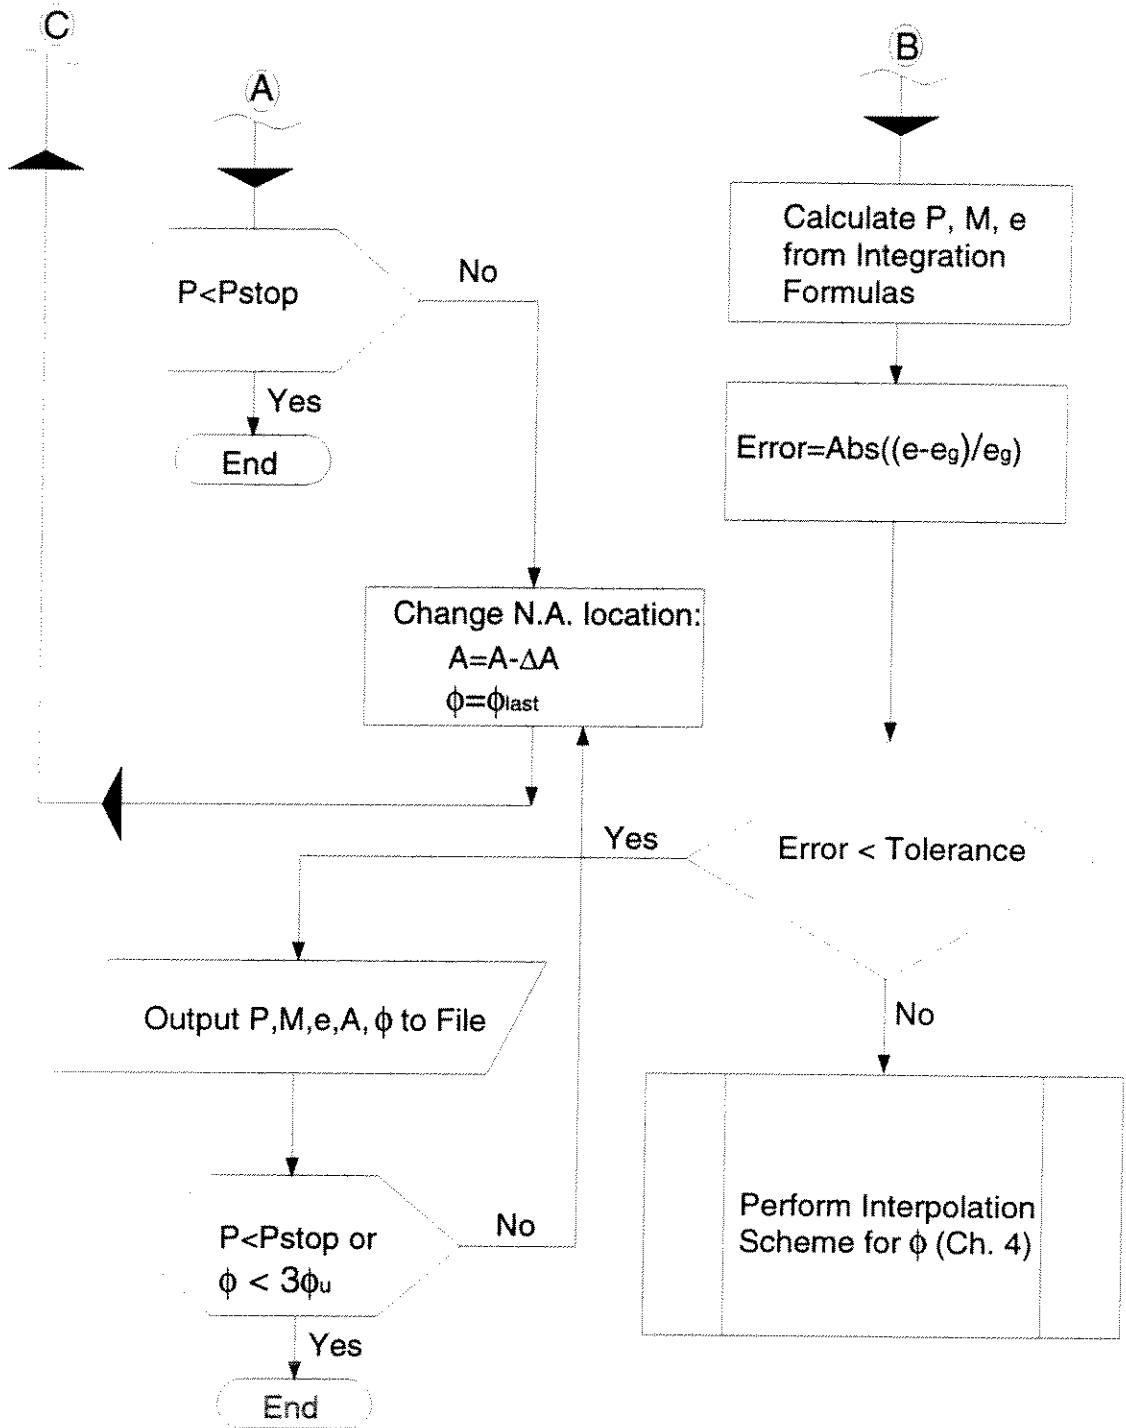 C
B
A
Calculate P, M, e
from Integration
Formulas
No
P<Pstop
Yes
End
Error=Abs((e-eg)/eg)
Change N.A. location:
A=A-ΔA
ϕ=ϕlast
Yes
Error < Tolerance
No
Output P,M,e,A,ϕ to File
Perform Interpolation
Scheme for ϕ (Ch. 4)
P<Pstop or
ϕ < 3ϕu
No
Yes
End